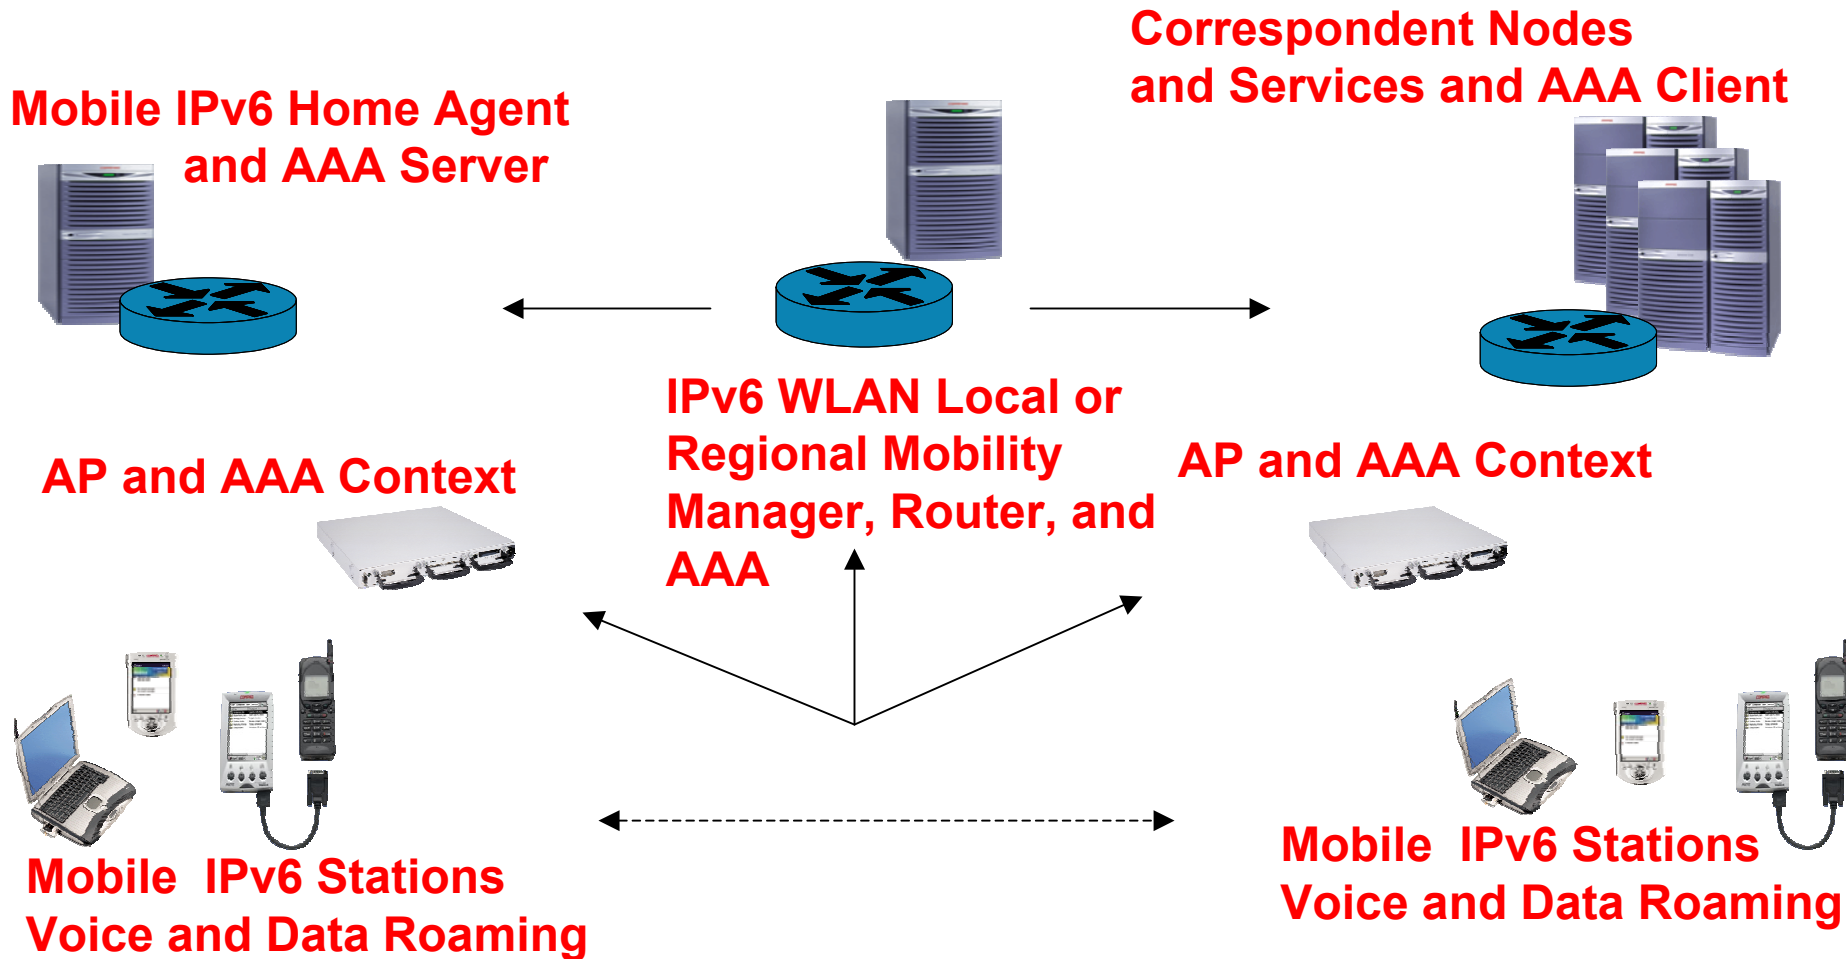 Correspondent Nodes
and Services and AAA Client
Mobile IPv6 Home Agent
and AAA Server
IPv6 WLAN Local or
Regional Mobility
Manager, Router, and
AAA
AP and AAA Context
AP and AAA Context
Mobile IPv6 Stations
Voice and Data Roaming
Mobile IPv6 Stations
Voice and Data Roaming